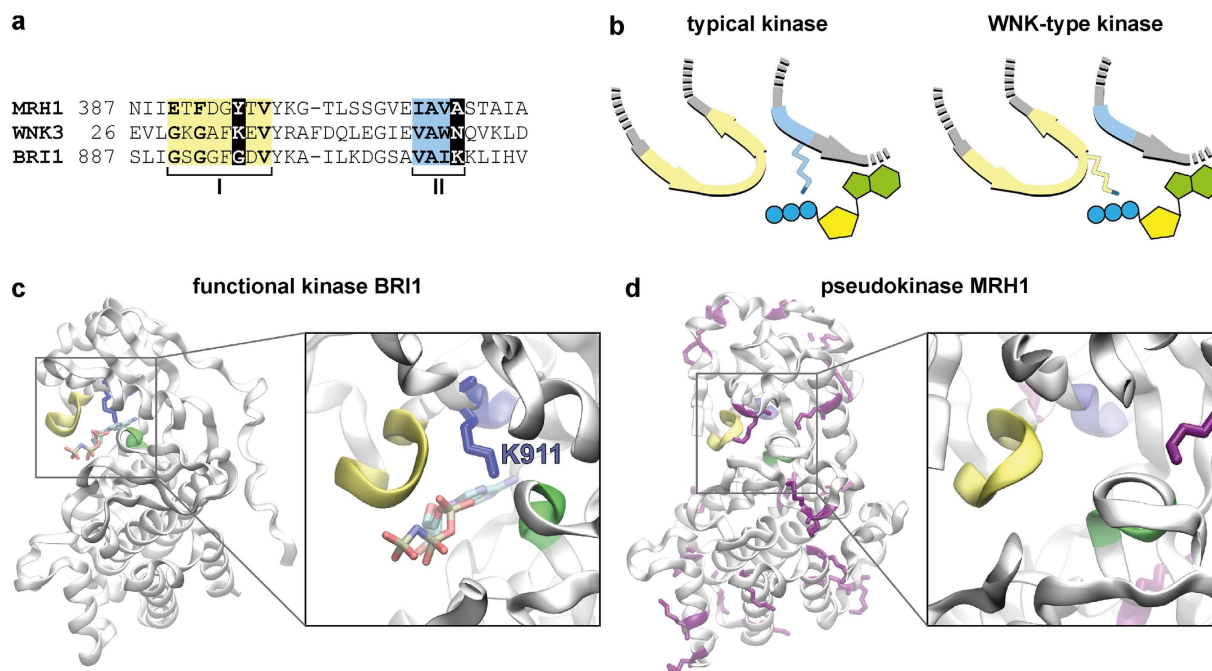 a
MRH1 387 NIIETFDGYTVYKG-TLSSGVEIAVASTAIA
WNK3 26 EVLGKGAFKEVYRAFDQLEGIEVAWNQVKLD
BRI1 887 SLIGSGGFGDVYKA-ILKDGSAVAIKKLIHV
I II
b
typical kinase WNK-type kinase
c functional kinase BRI1
K911
d pseudokinase MRH1